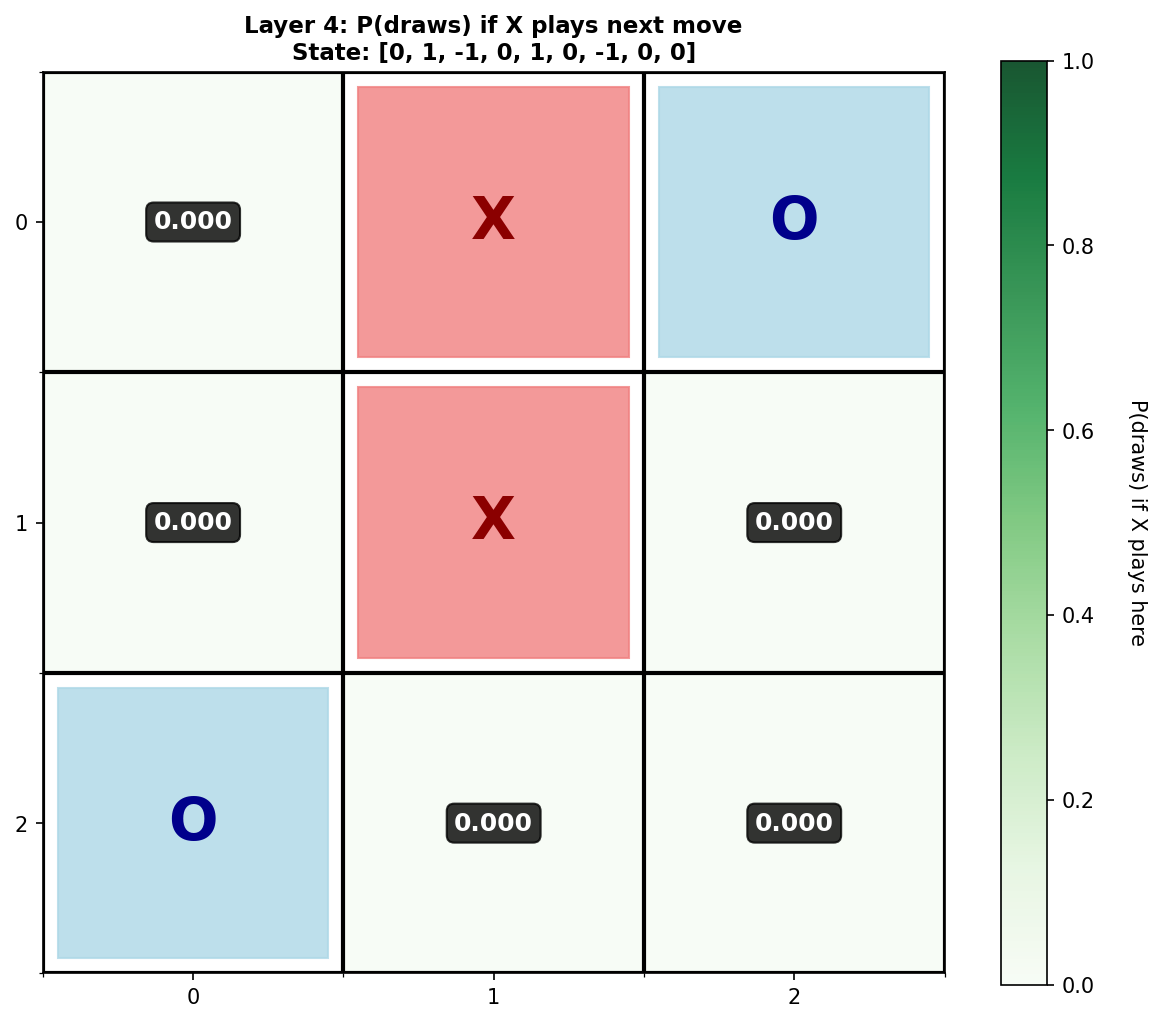 Layer 4: P(draws) if X plays next move
State: [0, 1, -1, 0, 1, 0, -1, 0, 0]
0
0.000
X
O
1
0.000
X
0.000
2
O
0.000
0.000
0
1
2
1.0
0.8
0.6
0.4
0.2
0.0
P(draws) if X plays here